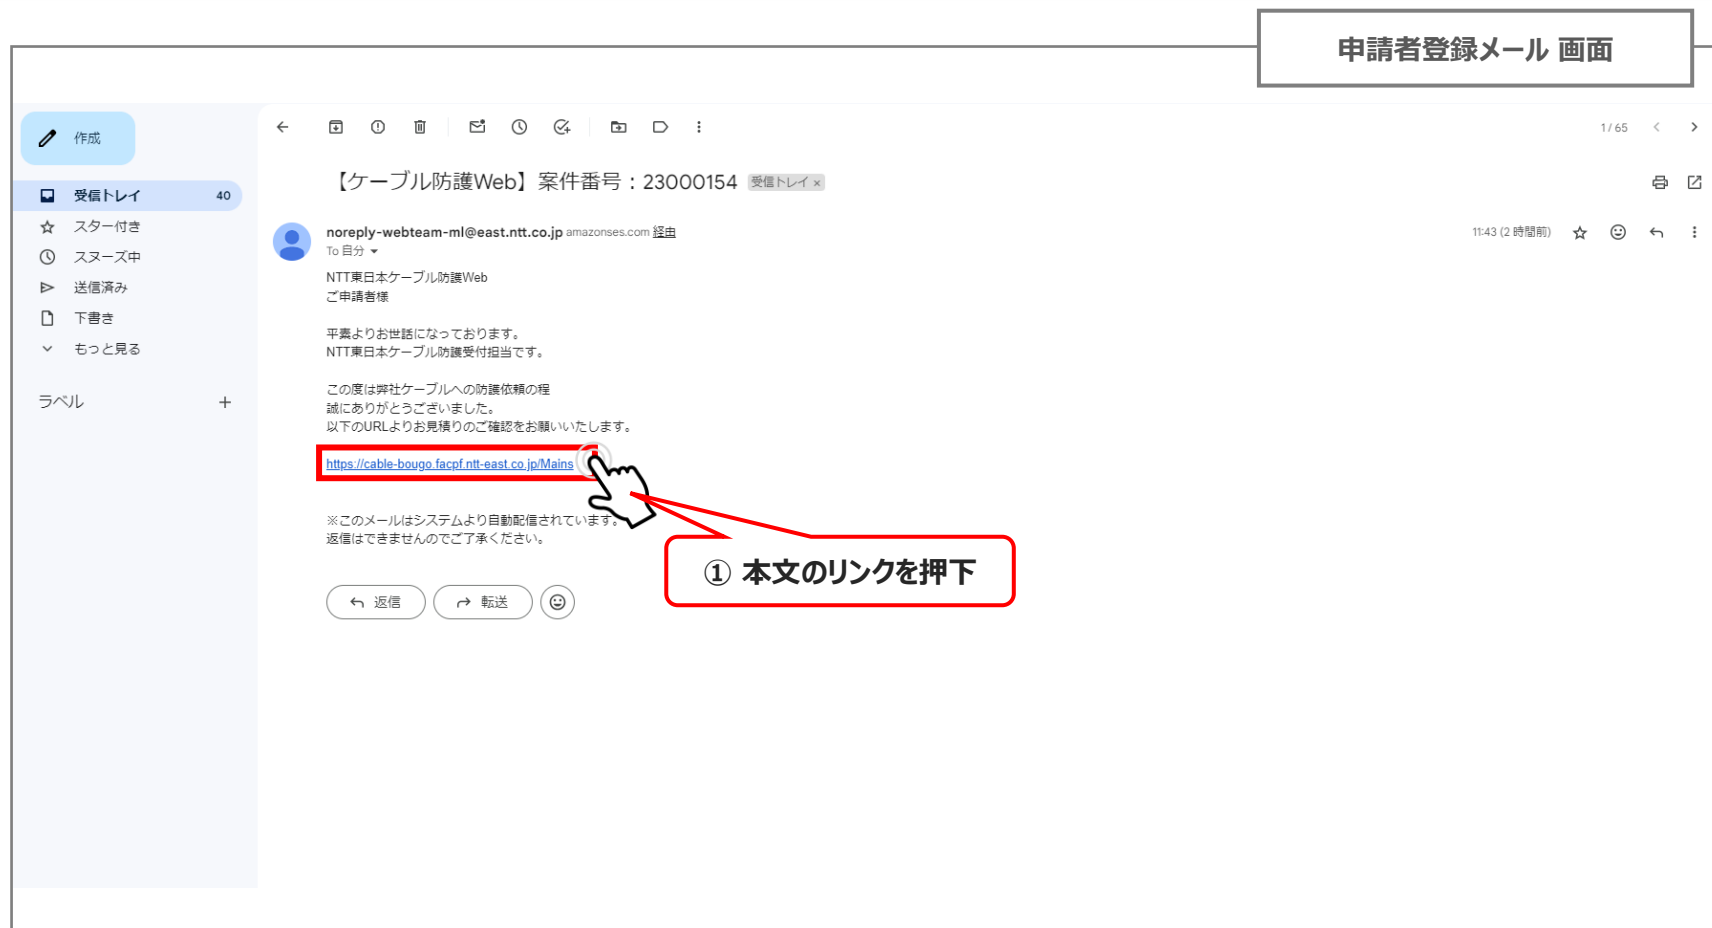 申請者登録メール 画面
作成
1/65
受信トレイ 40
スター付き
スヌーズ中
送信済み
下書き
もっと見る
ラベル
【ケーブル防護Web】案件番号：23000154 受信トレイ ×
noreply-webteam-ml@east.ntt.co.jp amazonses.com 経由
11:43 (2 時間前)
To 自分
NTT東日本ケーブル防護Web
ご申請者様
平素よりお世話になっております。
NTT東日本ケーブル防護受付担当です。
この度は弊社ケーブルへの防護依頼の程
誠にありがとうございました。
以下のURLよりお見積りのご確認をお願いいたします。
https://cable-bougo.facpf.ntt-east.co.jp/Mains
※このメールはシステムより自動配信されています。
返信はできませんのでご了承ください。
① 本文のリンクを押下
返信
転送